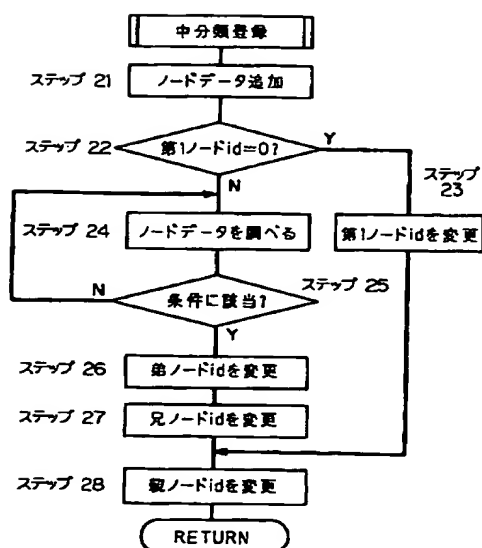 中分類登録
ステップ 21
ノードデータ追加
ステップ 22
第1ノードid=0?
Y
N
ステップ
23
第1ノードidを変更
ステップ 24
ノードデータを調べる
N
条件に該当?
ステップ 25
Y
ステップ 26
弟ノードidを変更
ステップ 27
兄ノードidを変更
ステップ 28
親ノードidを変更
RETURN